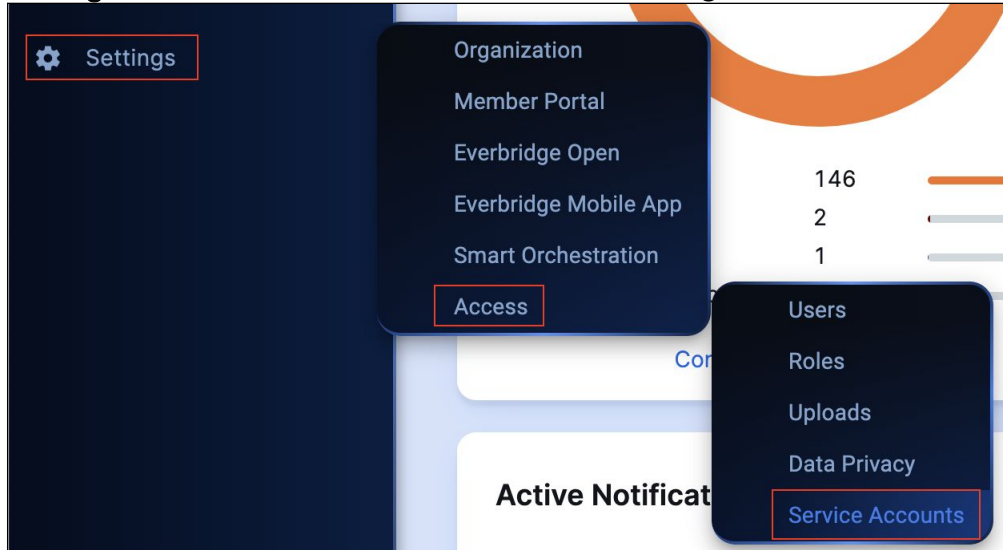 Settings
Organization
Member Portal
Everbridge Open
Everbridge Mobile App
Smart Orchestration
Access
146
2
1
Users
Roles
Uploads
Data Privacy
Service Accounts
Active Notificat